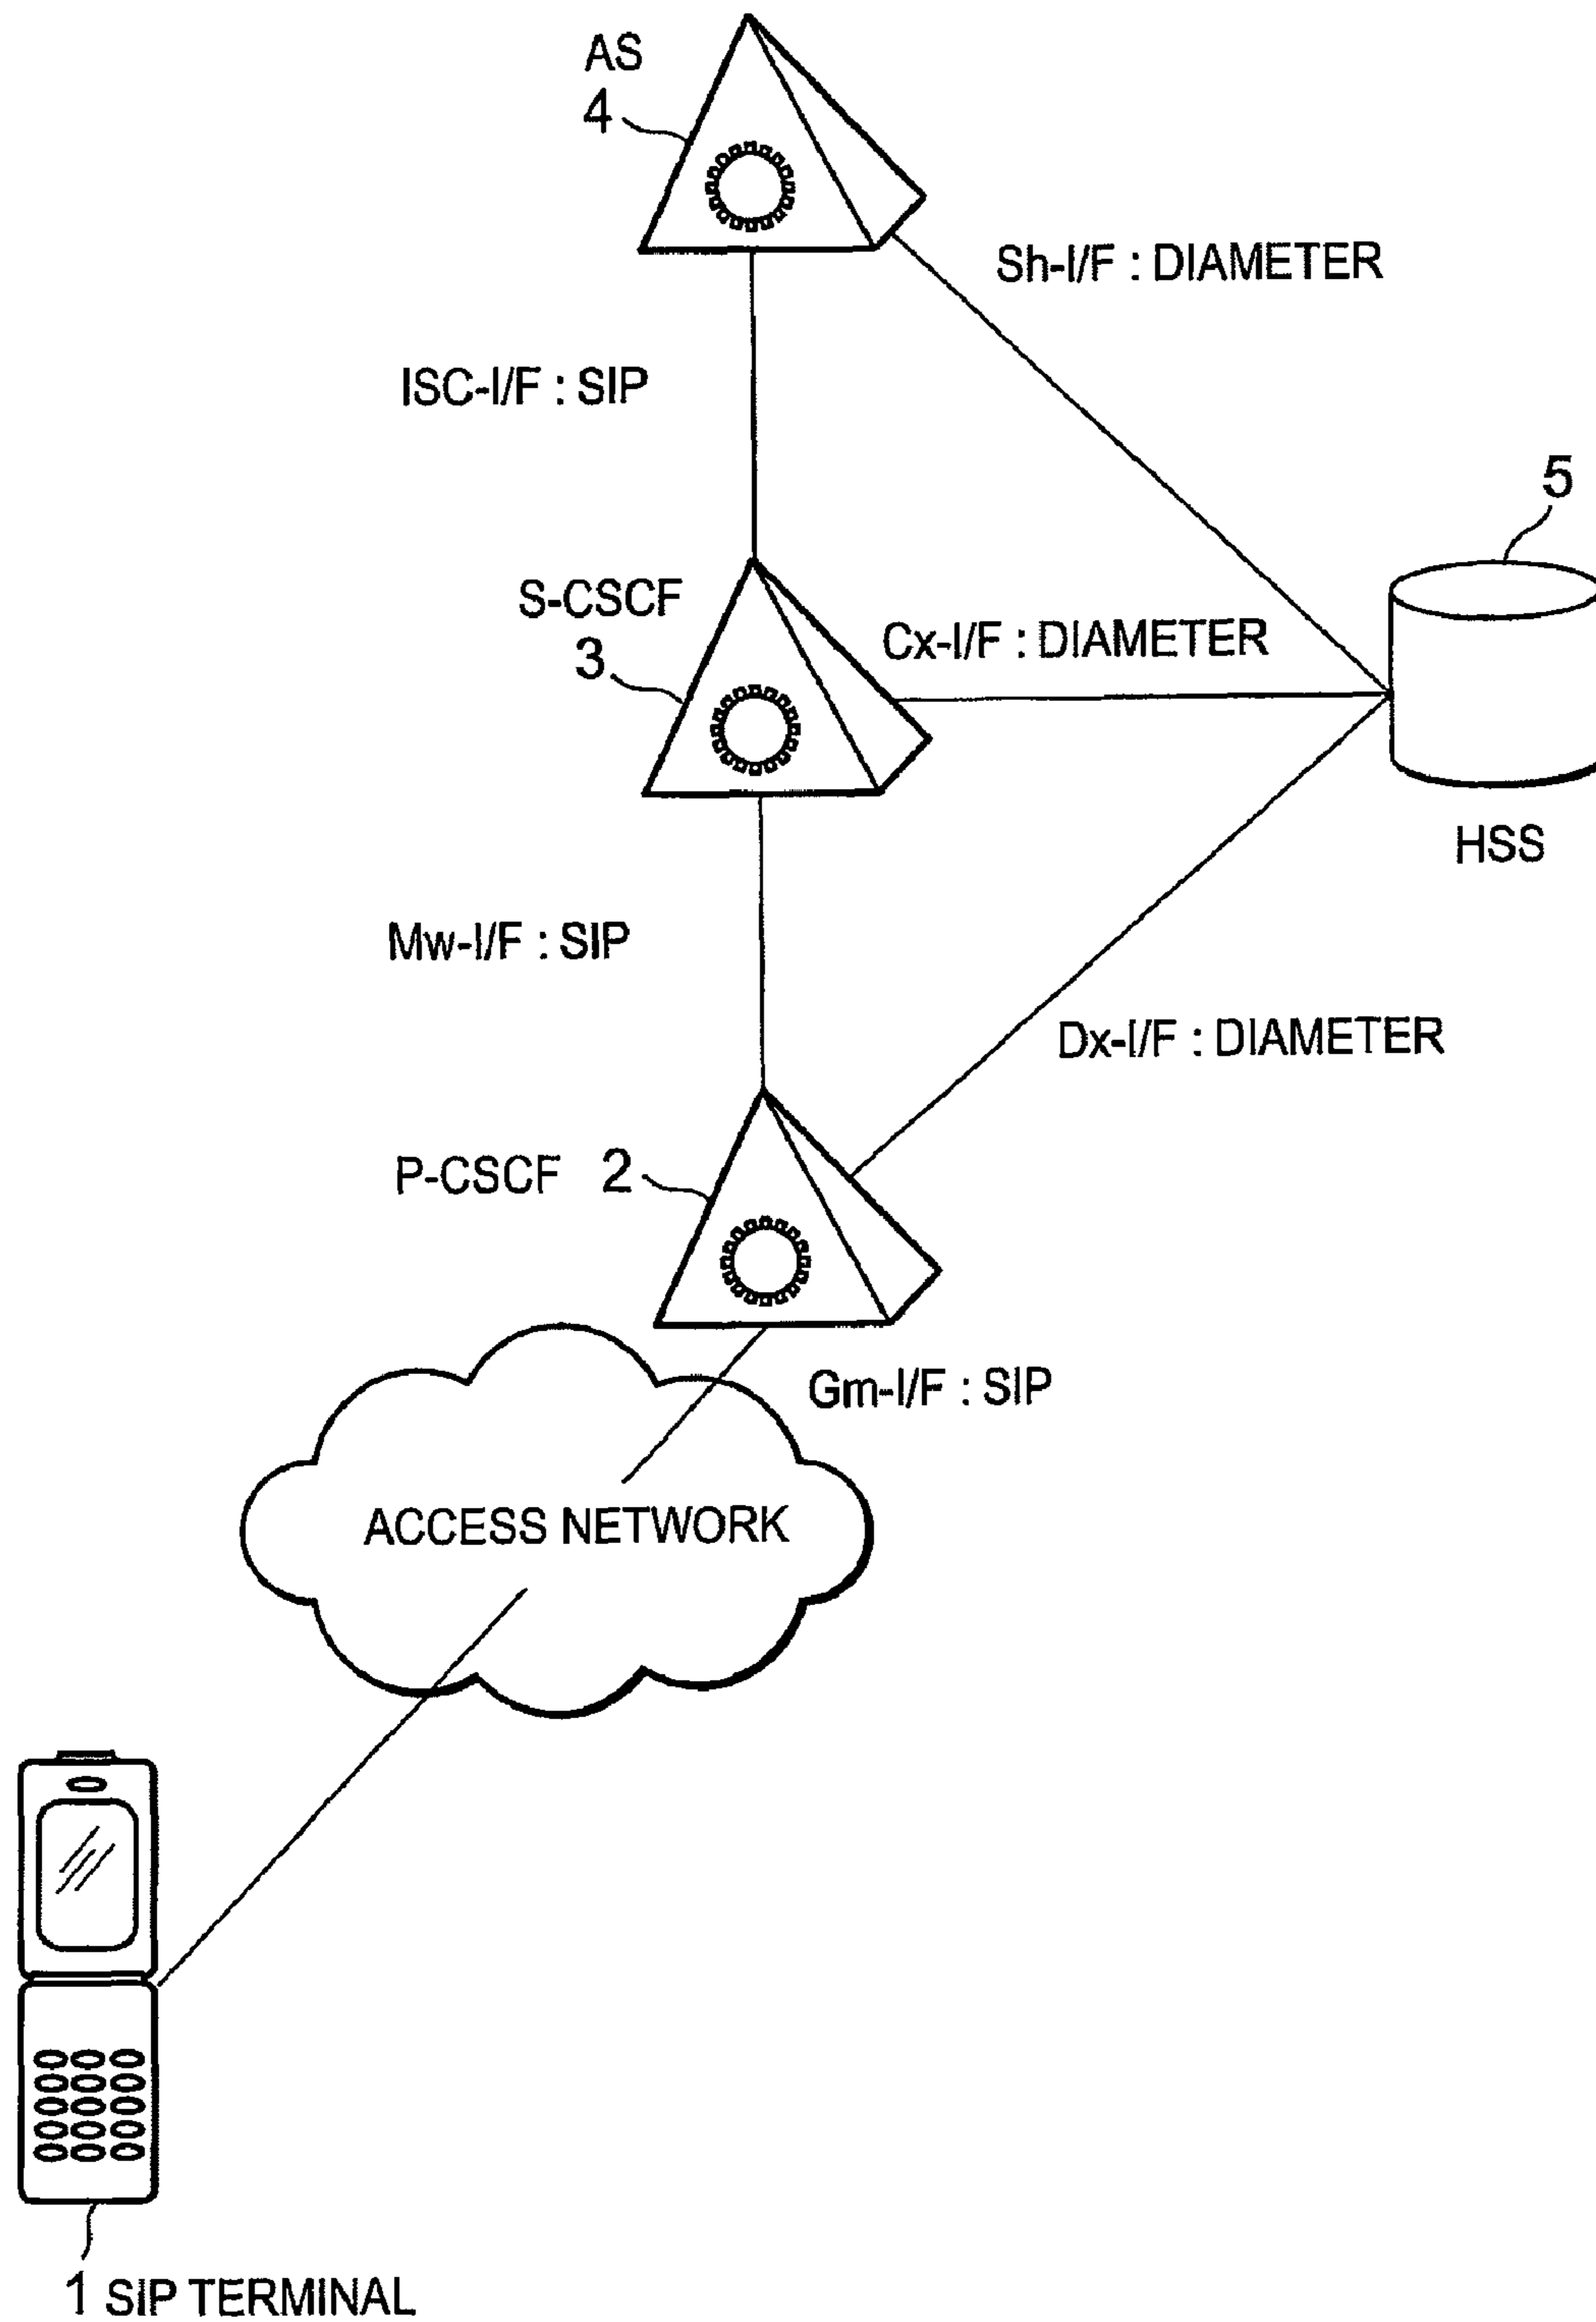 AS
4
Sh-I/F : DIAMETER
ISC-I/F : SIP
5
S-CSCF
3
Cx-I/F : DIAMETER
HSS
Mw-I/F : SIP
Dx-I/F : DIAMETER
P-CSCF 2
Gm-I/F : SIP
ACCESS NETWORK
1 SIP TERMINAL